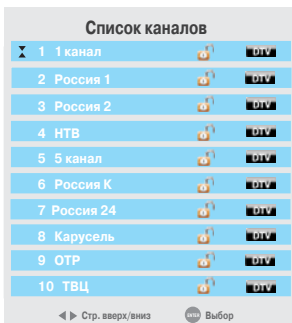 Список каналов
1 1 канал DTV
2 Россия 1 DTV
3 Россия 2 DTV
4 НТВ DTV
5 5 канал DTV
6 Россия К DTV
7 Россия 24 DTV
8 Карусель DTV
9 ОТР DTV
10 ТВЦ DTV
Стр. вверх/вниз ENTER Выбор